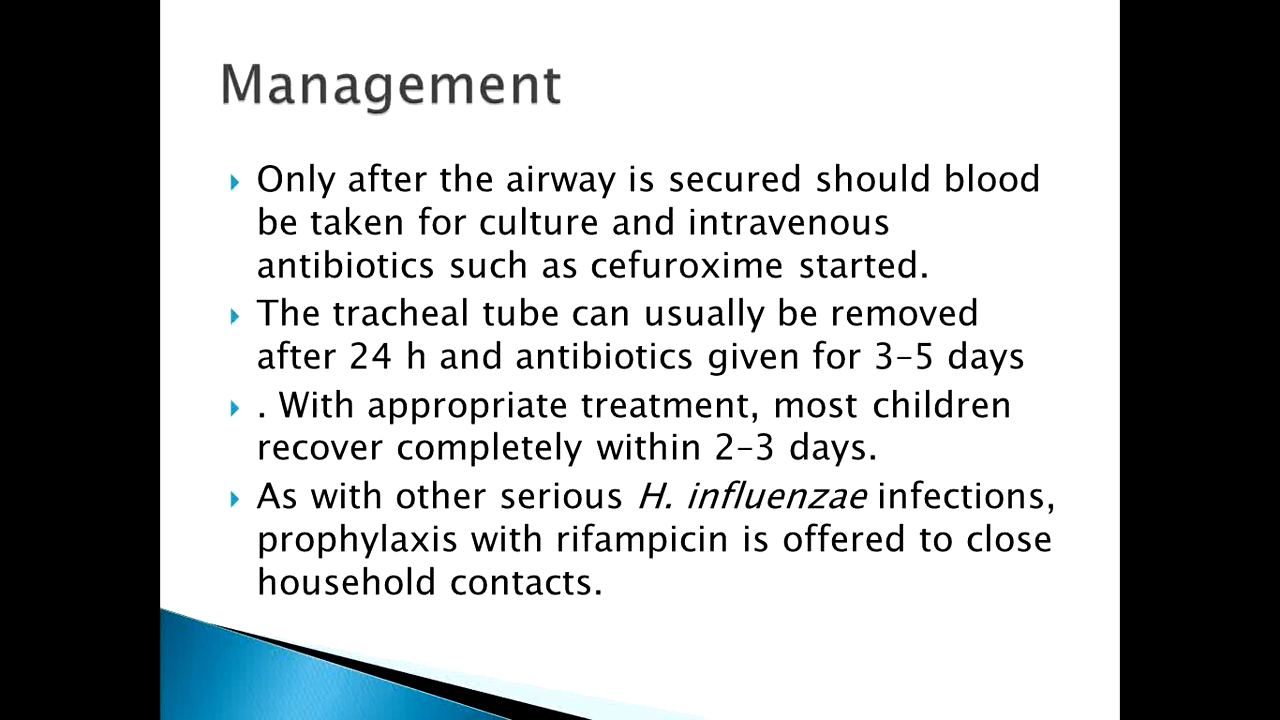 Management
Only after the airway is secured should blood
be taken for culture and intravenous
antibiotics such as cefuroxime started.
The tracheal tube can usually be removed
after 24 h and antibiotics given for 3–5 days
. With appropriate treatment, most children
recover completely within 2–3 days.
As with other serious H. influenzae infections,
prophylaxis with rifampicin is offered to close
household contacts.